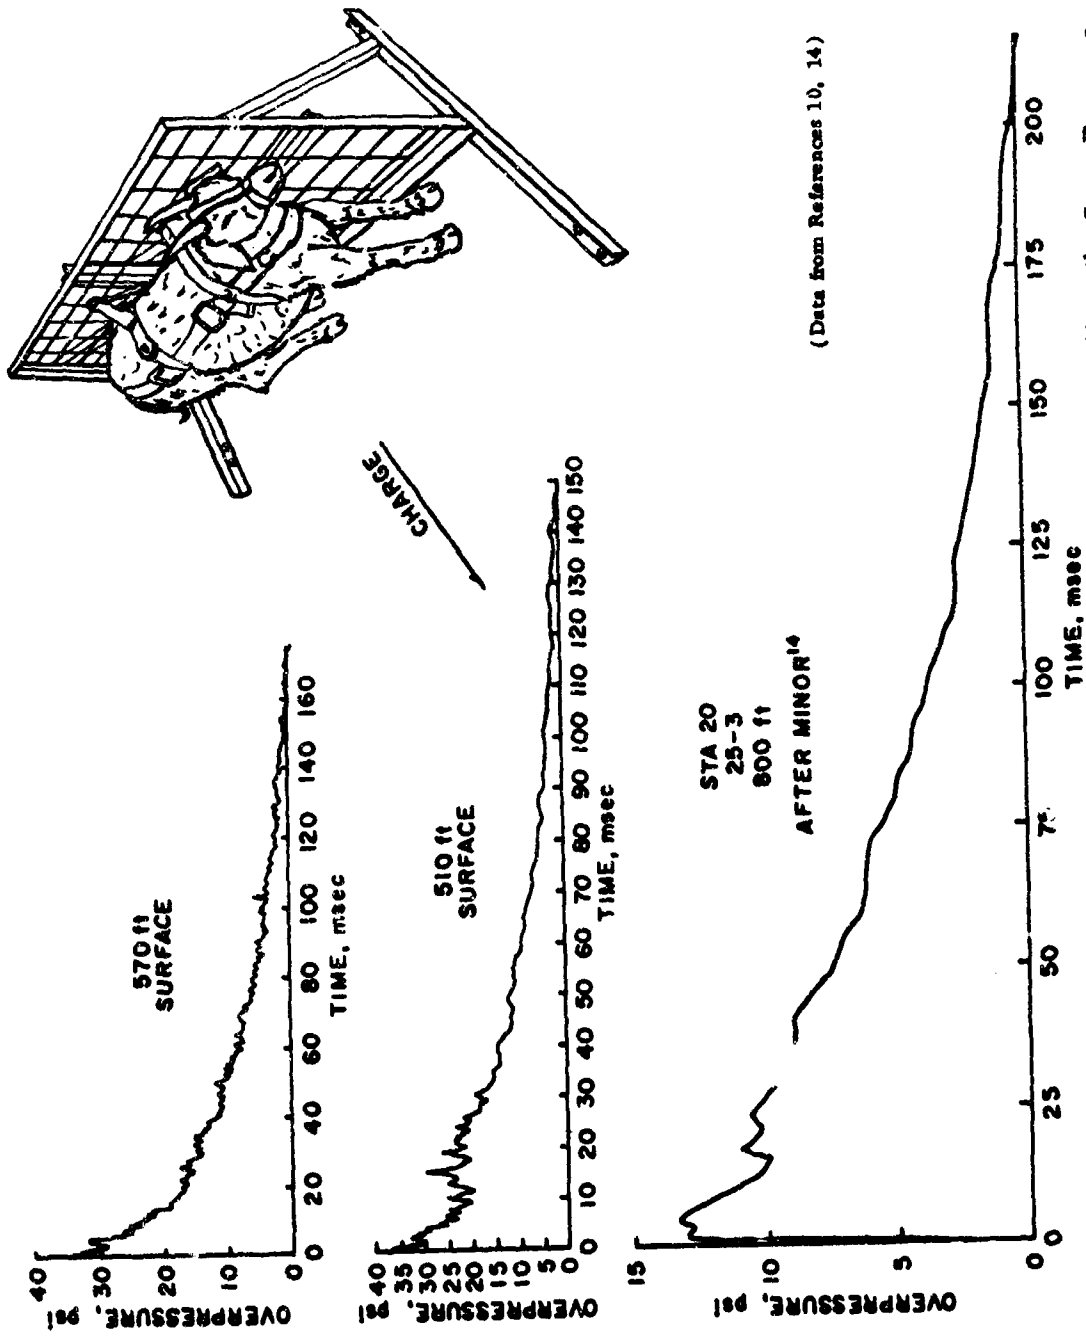 OVERPRESSURE, psi
40
30
20
10
0
570 ft
SURFACE
0 20 40 60 80 100 120 140 160
TIME, msec
OVERPRESSURE, psi
40
35
30
25
20
15
10
5
0
510 ft
SURFACE
0 10 20 30 40 50 60 70 80 90 100 110 120 130 140 150
TIME, msec
CHARGE
OVERPRESSURE, psi
15
10
5
STA 20
25-3
800 ft
AFTER MINOR¹⁴
0 25 50 75 100 125 150 175 200
TIME, msec
(Data from References 10, 14)